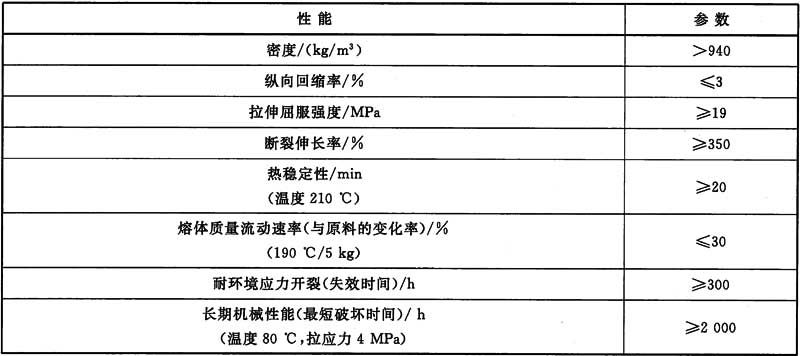 性能 参数
密度/(kg/m³) >940
纵向回缩率/% ⩽3
拉伸屈服强度/MPa ⩾19
断裂伸长率/% ⩾350
热稳定性/min
(温度 210 ℃) ⩾20
熔体质量流动速率(与原料的变化率)/%
(190 ℃/5 kg) ⩽30
耐环境应力开裂(失效时间)/h ⩾300
长期机械性能(最短破坏时间)/ h
(温度 80 ℃,拉应力 4 MPa) ⩾2 000